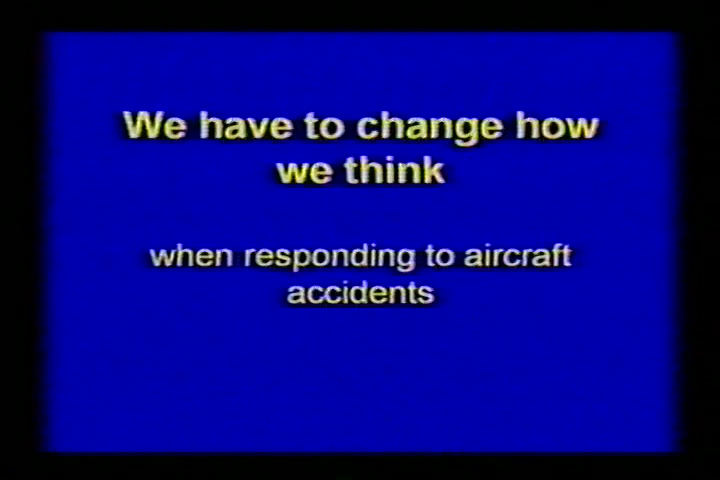 We have to change how
we think
when responding to aircraft
accidents